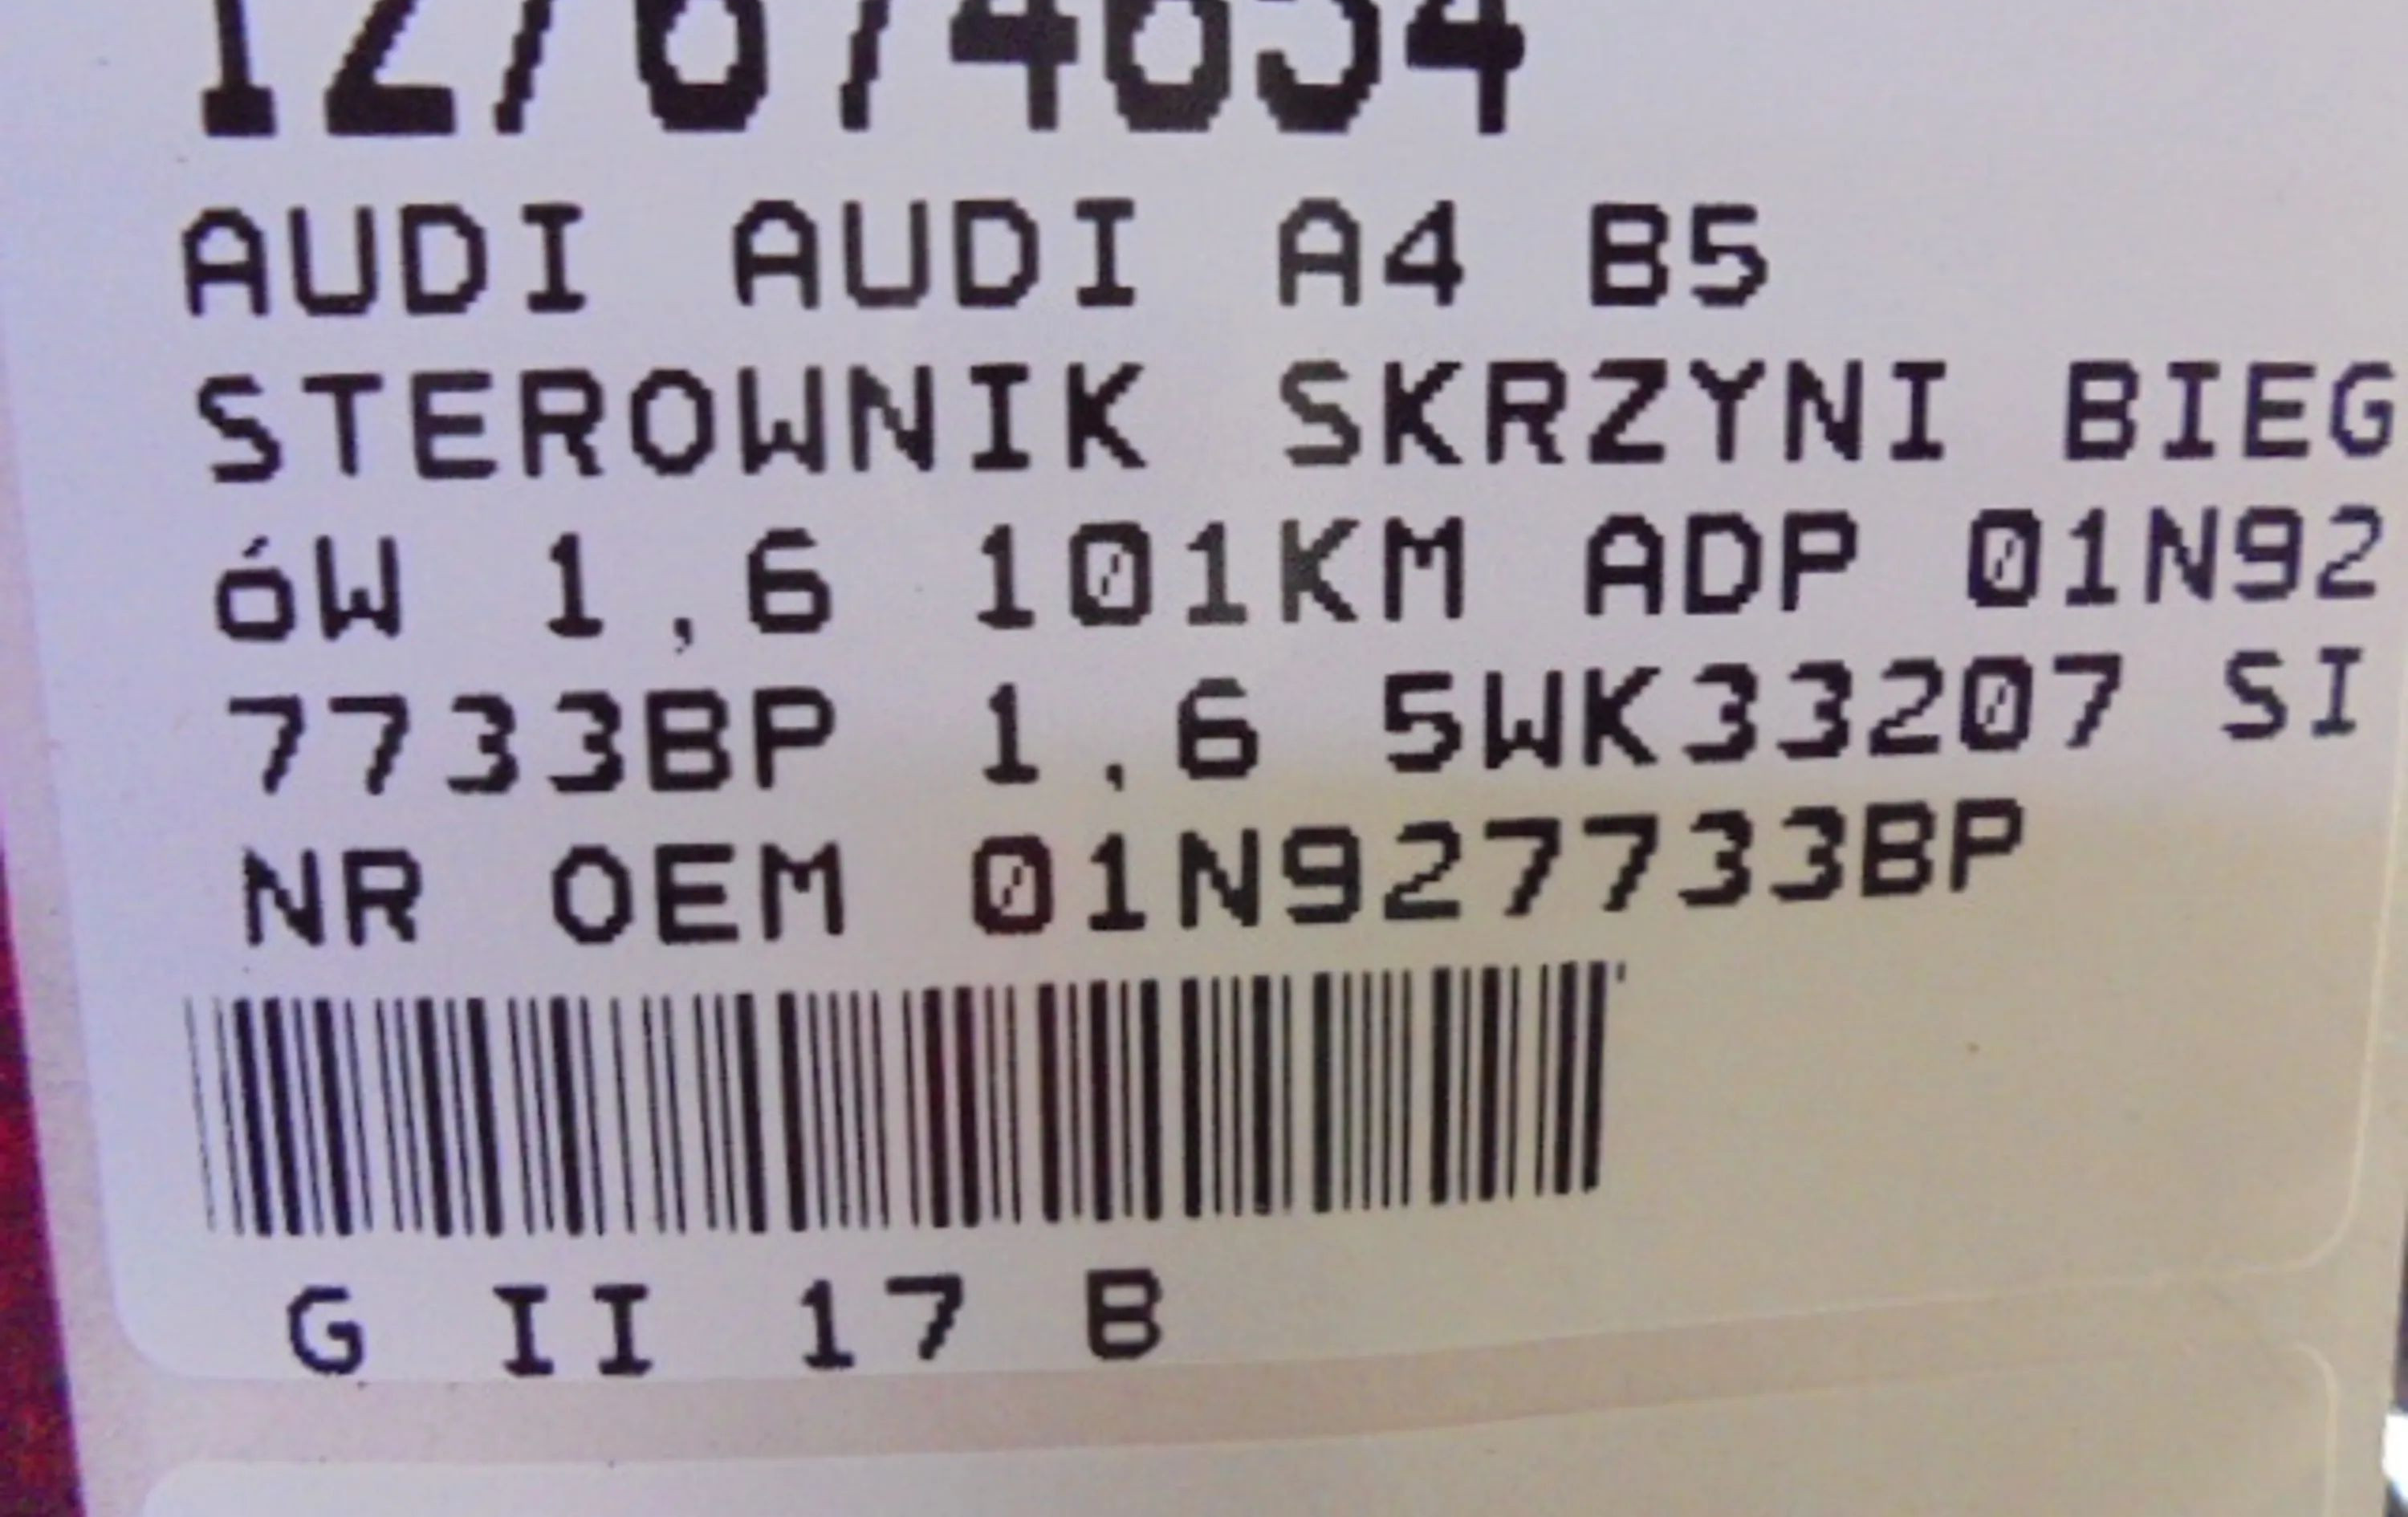 AUDI AUDI A4 B5
STEROWNIK SKRZYNI BIEG
óW 1,6 101KM ADP 01N92
7733BP 1,6 5WK33207 SI
NR OEM 01N927733BP
G II 17 B